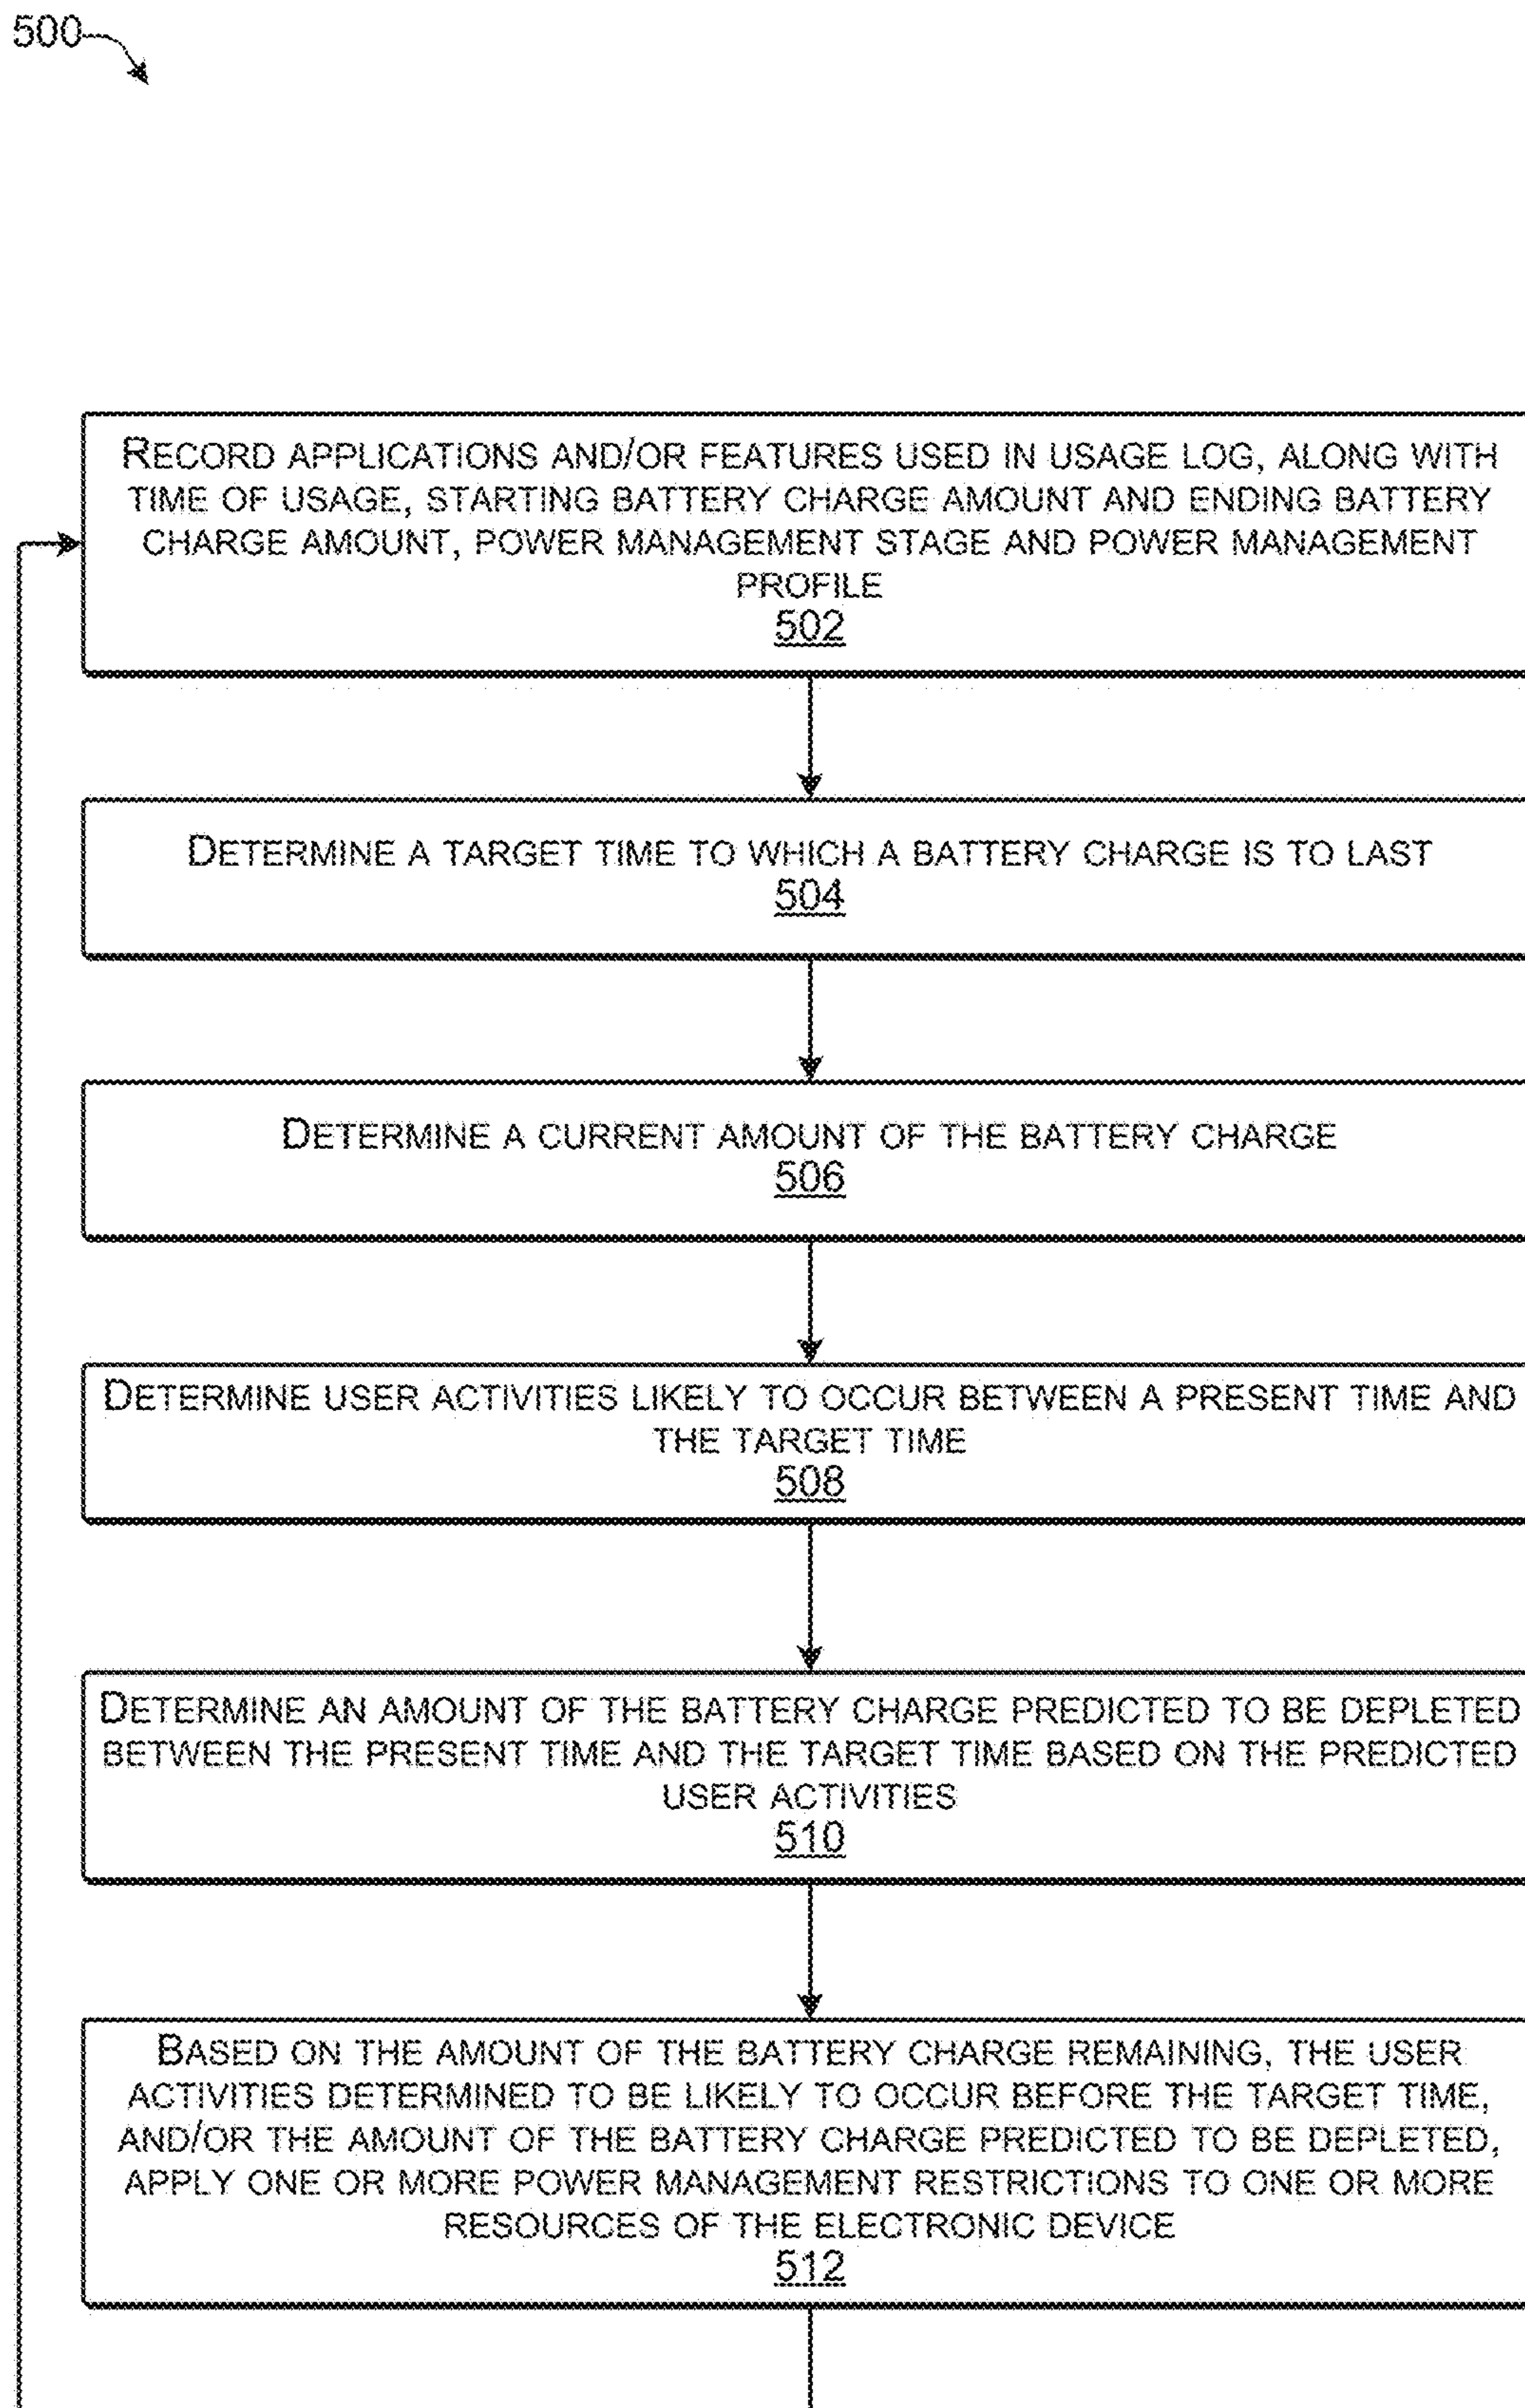 500
RECORD APPLICATIONS AND/OR FEATURES USED IN USAGE LOG, ALONG WITH
TIME OF USAGE, STARTING BATTERY CHARGE AMOUNT AND ENDING BATTERY
CHARGE AMOUNT, POWER MANAGEMENT STAGE AND POWER MANAGEMENT
PROFILE
502
DETERMINE A TARGET TIME TO WHICH A BATTERY CHARGE IS TO LAST
504
DETERMINE A CURRENT AMOUNT OF THE BATTERY CHARGE
506
DETERMINE USER ACTIVITIES LIKELY TO OCCUR BETWEEN A PRESENT TIME AND
THE TARGET TIME
508
DETERMINE AN AMOUNT OF THE BATTERY CHARGE PREDICTED TO BE DEPLETED
BETWEEN THE PRESENT TIME AND THE TARGET TIME BASED ON THE PREDICTED
USER ACTIVITIES
510
BASED ON THE AMOUNT OF THE BATTERY CHARGE REMAINING, THE USER
ACTIVITIES DETERMINED TO BE LIKELY TO OCCUR BEFORE THE TARGET TIME,
AND/OR THE AMOUNT OF THE BATTERY CHARGE PREDICTED TO BE DEPLETED,
APPLY ONE OR MORE POWER MANAGEMENT RESTRICTIONS TO ONE OR MORE
RESOURCES OF THE ELECTRONIC DEVICE
512